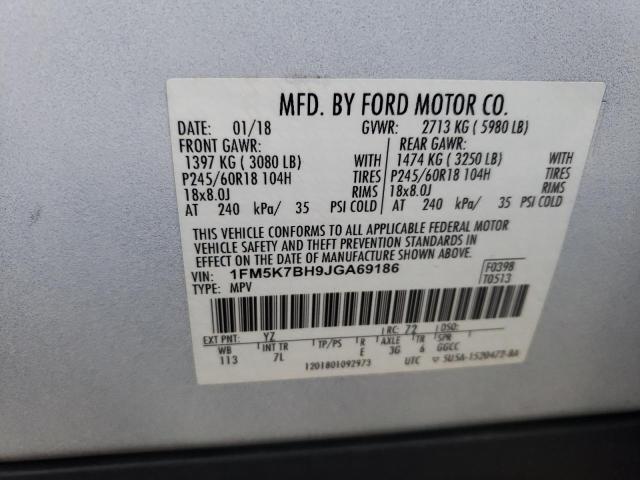 MFD. BY FORD MOTOR CO.
DATE: 01/18 GVWR: 2713 KG ( 5980 LB)
FRONT GAWR: REAR GAWR:
1397 KG ( 3080 LB) WITH 1474 KG ( 3250 LB) WITH
P245/60R18 104H TIRES P245/60R18 104H TIRES
18x8.0J RIMS 18x8.0J RIMS
AT 240 kPa/ 35 PSI COLD AT 240 kPa/ 35 PSI COLD
THIS VEHICLE CONFORMS TO ALL APPLICABLE FEDERAL MOTOR
VEHICLE SAFETY AND THEFT PREVENTION STANDARDS IN
EFFECT ON THE DATE OF MANUFACTURE SHOWN ABOVE.
VIN: 1FM5K7BH9JGA69186 F0398
TYPE: MPV T0513
EXT PNT: YZ RC: 72 DSO:
WB INT TR TP/PS R AXLE TR SPR
113 7L E 3G 6 GGCC
1201801092973 UTC ▽ 5U5A-1520472-BA